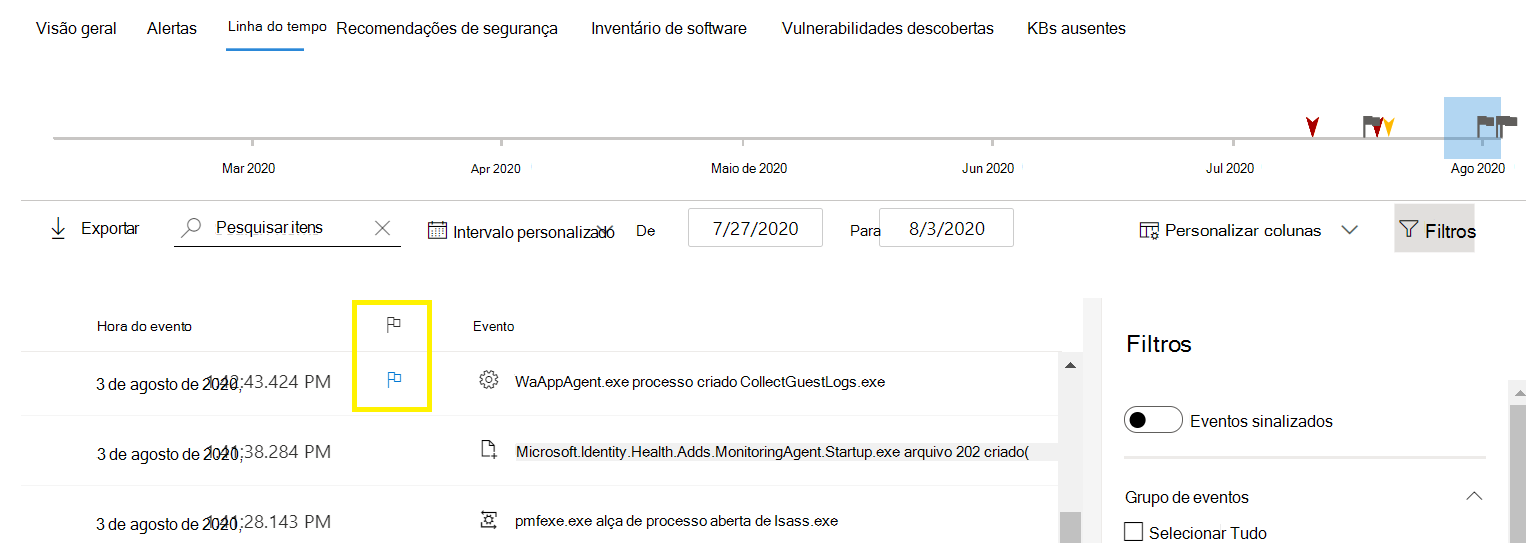 Visão geral Alertas Linha do tempo Recomendações de segurança Inventário de software Vulnerabilidades descobertas KBs ausentes
Mar 2020 Apr 2020 Maio de 2020 Jun 2020 Jul 2020 Ago 2020
Exportar Pesquisar itens Intervalo personalizado De 7/27/2020 Para 8/3/2020 Personalizar colunas Filtros
Hora do evento Evento
3 de agosto de 2020, 1:42:43.424 PM WaAppAgent.exe processo criado CollectGuestLogs.exe
3 de agosto de 2020, 1:41:38.284 PM Microsoft.Identity.Health.Adds.MonitoringAgent.Startup.exe arquivo 202 criado(
3 de agosto de 2020, 1:41:28.143 PM pmfexe.exe alça de processo aberta de lsass.exe
Filtros
Eventos sinalizados
Grupo de eventos
Selecionar Tudo